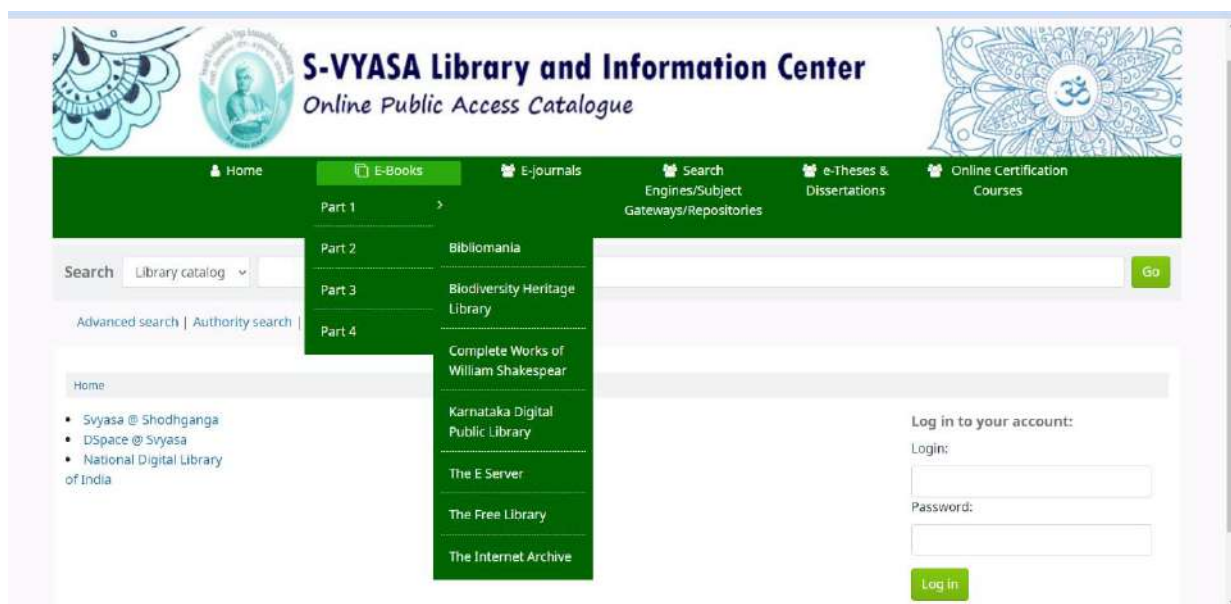 S-VYASA Library and Information Center
Online Public Access Catalogue
Home
E-Books
E-journals
Search
Engines/Subject
Gateways/Repositories
e-Theses &
Dissertations
Online Certification
Courses
Part 1
Part 2
Part 3
Part 4
Bibliomania
Biodiversity Heritage
Library
Complete Works of
William Shakespear
Karnataka Digital
Public Library
The E Server
The Free Library
The Internet Archive
Search
Library catalog
Go
Advanced search | Authority search |
Home
Svyasa @ Shodhganga
DSpace @ Svyasa
National Digital Library
of India
Log in to your account:
Login:
Password:
Log in